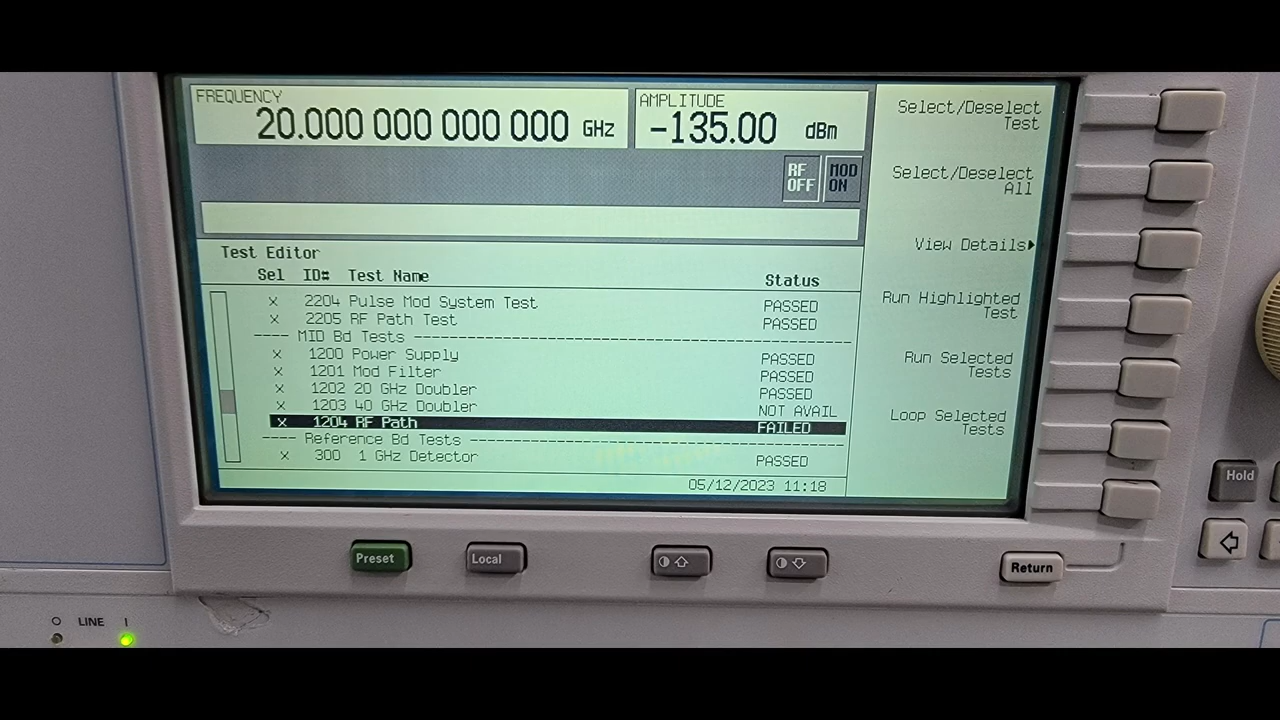 FREQUENCY
20.000 000 000 000 GHz
AMPLITUDE
-135.00 dBm
RF
OFF
MOD
ON
Test Editor
Sel ID# Test Name Status
x 2204 Pulse Mod System Test PASSED
x 2205 RF Path Test PASSED
---- MID Bd Tests ----
x 1200 Power Supply PASSED
x 1201 Mod Filter PASSED
x 1202 20 GHz Doubler PASSED
x 1203 40 GHz Doubler NOT AVAIL
x 1204 RF Path FAILED
---- Reference Bd Tests ----
x 300 1 GHz Detector PASSED
05/12/2023 11:18
Select/Deselect
Test
Select/Deselect
All
View Details
Run Highlighted
Test
Run Selected
Tests
Loop Selected
Tests
Hold
Preset
Local
Return
O LINE I